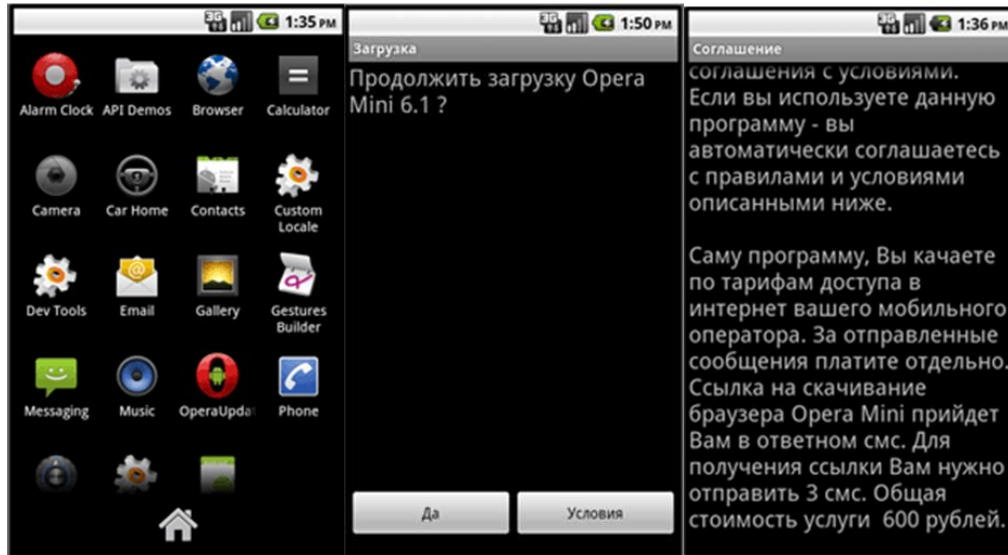 1:35 PM
Alarm Clock
API Demos
Browser
Calculator
Camera
Car Home
Contacts
Custom
Locale
Dev Tools
Email
Gallery
Gestures
Builder
Messaging
Music
OperaUpdat
Phone
3G
1:50 PM
Загрузка
Продолжить загрузку Opera
Mini 6.1 ?
Да
Условия
3G
1:36 PM
Соглашение
соглашения с условиями.
Если вы используете данную
программу - вы
автоматически соглашаетесь
с правилами и условиями
описанными ниже.
Саму программу, Вы качаете
по тарифам доступа в
интернет вашего мобильного
оператора. За отправленные
сообщения платите отдельно.
Ссылка на скачивание
браузера Opera Mini прийдет
Вам в ответном смс. Для
получения ссылки Вам нужно
отправить 3 смс. Общая
стоимость услуги 600 рублей.